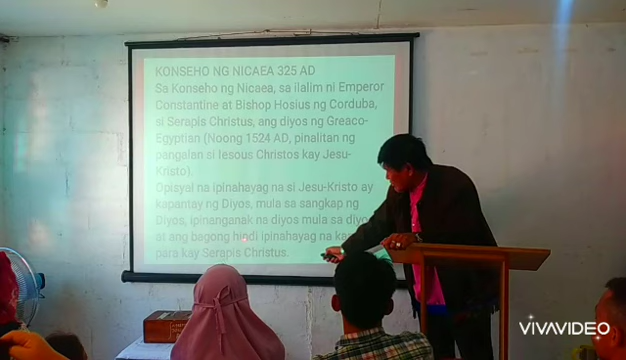 KONSEHO NG NICAEA 325 AD
Sa Konseho ng Nicaea, sa ilalim ni Emperor
Constantine at Bishop Hosius ng Corduba,
si Serapis Christus, ang diyos ng Greaco-
Egyptian (Noong 1524 AD, pinalitan ng
pangalan si Iesous Christos kay Jesu-
Kristo).
Opisyal na ipinahayag na si Jesu-Kristo ay
kapantay ng Diyos, mula sa sangkap ng
Diyos, ipinanganak na diyos mula sa diyos
at ang bagong hindi ipinahayag na
para kay Serapis Christus.
VIVAVIDEO